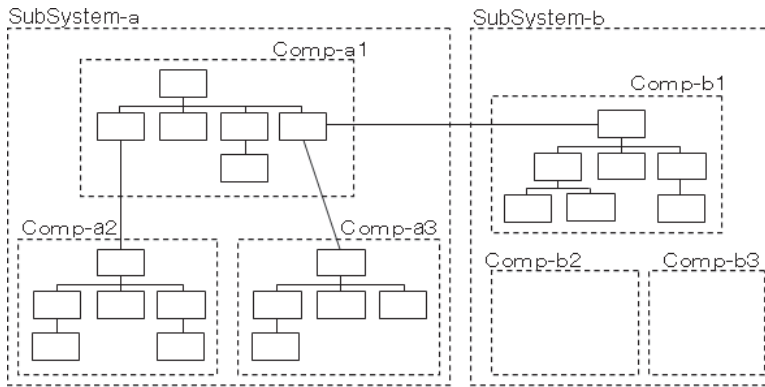 SubSystem-a
SubSystem-b
Comp-a1
Comp-b1
Comp-a2
Comp-a3
Comp-b2
Comp-b3